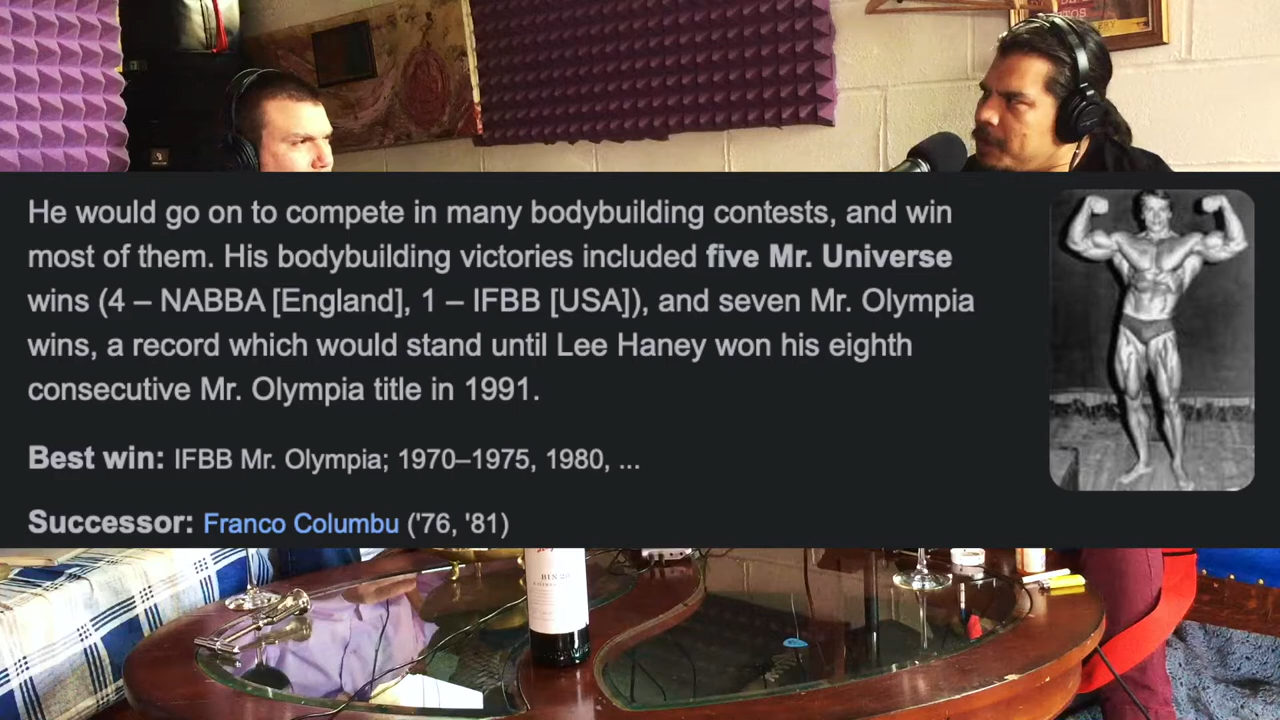 He would go on to compete in many bodybuilding contests, and win
most of them. His bodybuilding victories included five Mr. Universe
wins (4 – NABBA [England], 1 – IFBB [USA]), and seven Mr. Olympia
wins, a record which would stand until Lee Haney won his eighth
consecutive Mr. Olympia title in 1991.
Best win: IFBB Mr. Olympia; 1970–1975, 1980, ...
Successor: Franco Columbu ('76, '81)